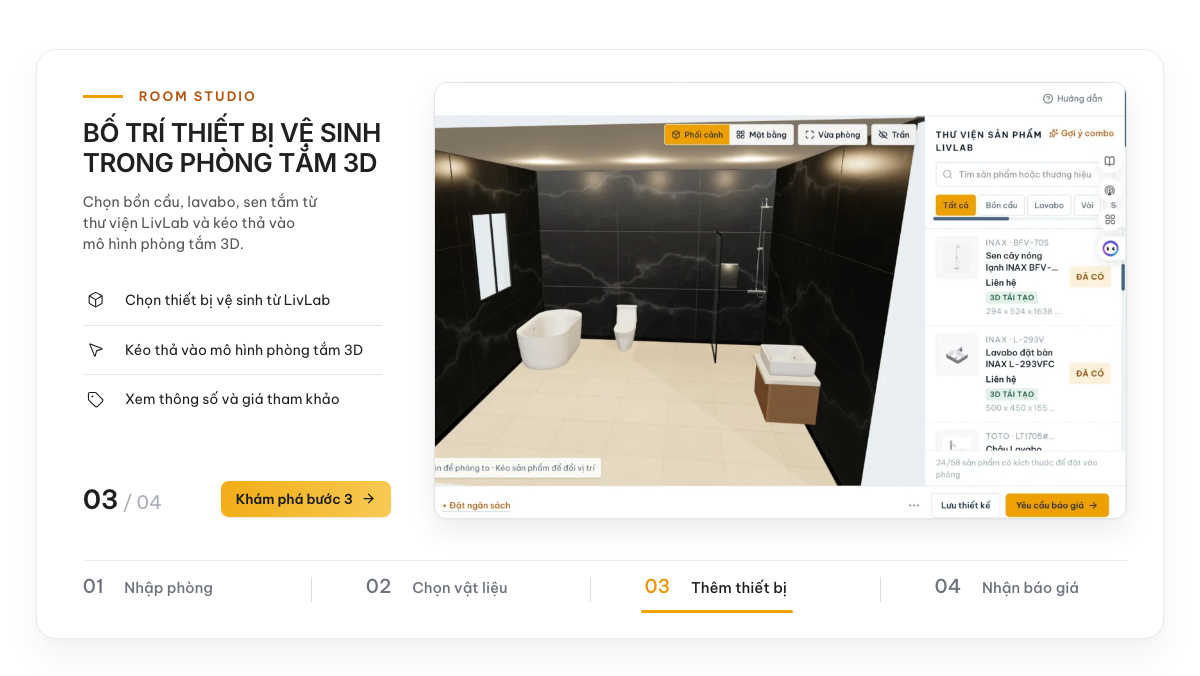 ROOM STUDIO
BỐ TRÍ THIẾT BỊ VỆ SINH
TRONG PHÒNG TẮM 3D
Chọn bồn cầu, lavabo, sen tắm từ
thư viện LivLab và kéo thả vào
mô hình phòng tắm 3D.
Chọn thiết bị vệ sinh từ LivLab
Kéo thả vào mô hình phòng tắm 3D
Xem thông số và giá tham khảo
03 / 04
Khám phá bước 3
Hướng dẫn
Phối cảnh
Mặt bằng
Vừa phòng
Trần
để phóng to · Kéo sản phẩm để đổi vị trí
THƯ VIỆN SẢN PHẨM
LIVLAB
Gợi ý combo
Tìm sản phẩm hoặc thương hiệu
Tất cả
Bồn cầu
Lavabo
Vòi
S
INAX · BFV-70S
Sen cây nóng
lạnh INAX BFV-...
Liên hệ
3D TÁI TẠO
294 x 524 x 1638 ...
ĐÃ CÓ
INAX · L-293V
Lavabo đặt bàn
INAX L-293VFC
Liên hệ
3D TÁI TẠO
500 x 450 x 155 ...
ĐÃ CÓ
TOTO · LT1705#...
Chậu Lavabo
24/58 sản phẩm có kích thước để đặt vào
phòng
+ Đặt ngân sách
Lưu thiết kế
Yêu cầu báo giá
01 Nhập phòng
02 Chọn vật liệu
03 Thêm thiết bị
04 Nhận báo giá